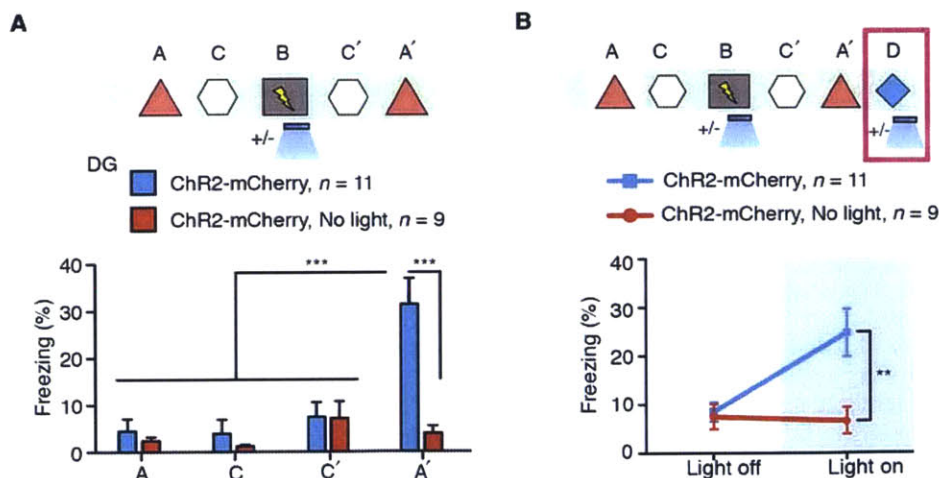 A
A C B C′ A′
+/-
DG
ChR2-mCherry, n = 11
ChR2-mCherry, No light, n = 9
Freezing (%)
40
30
20
10
0
***
***
A C C′ A′
B
A C B C′ A′ D
+/-
+/-
ChR2-mCherry, n = 11
ChR2-mCherry, No light, n = 9
Freezing (%)
40
30
20
10
0
**
Light off Light on